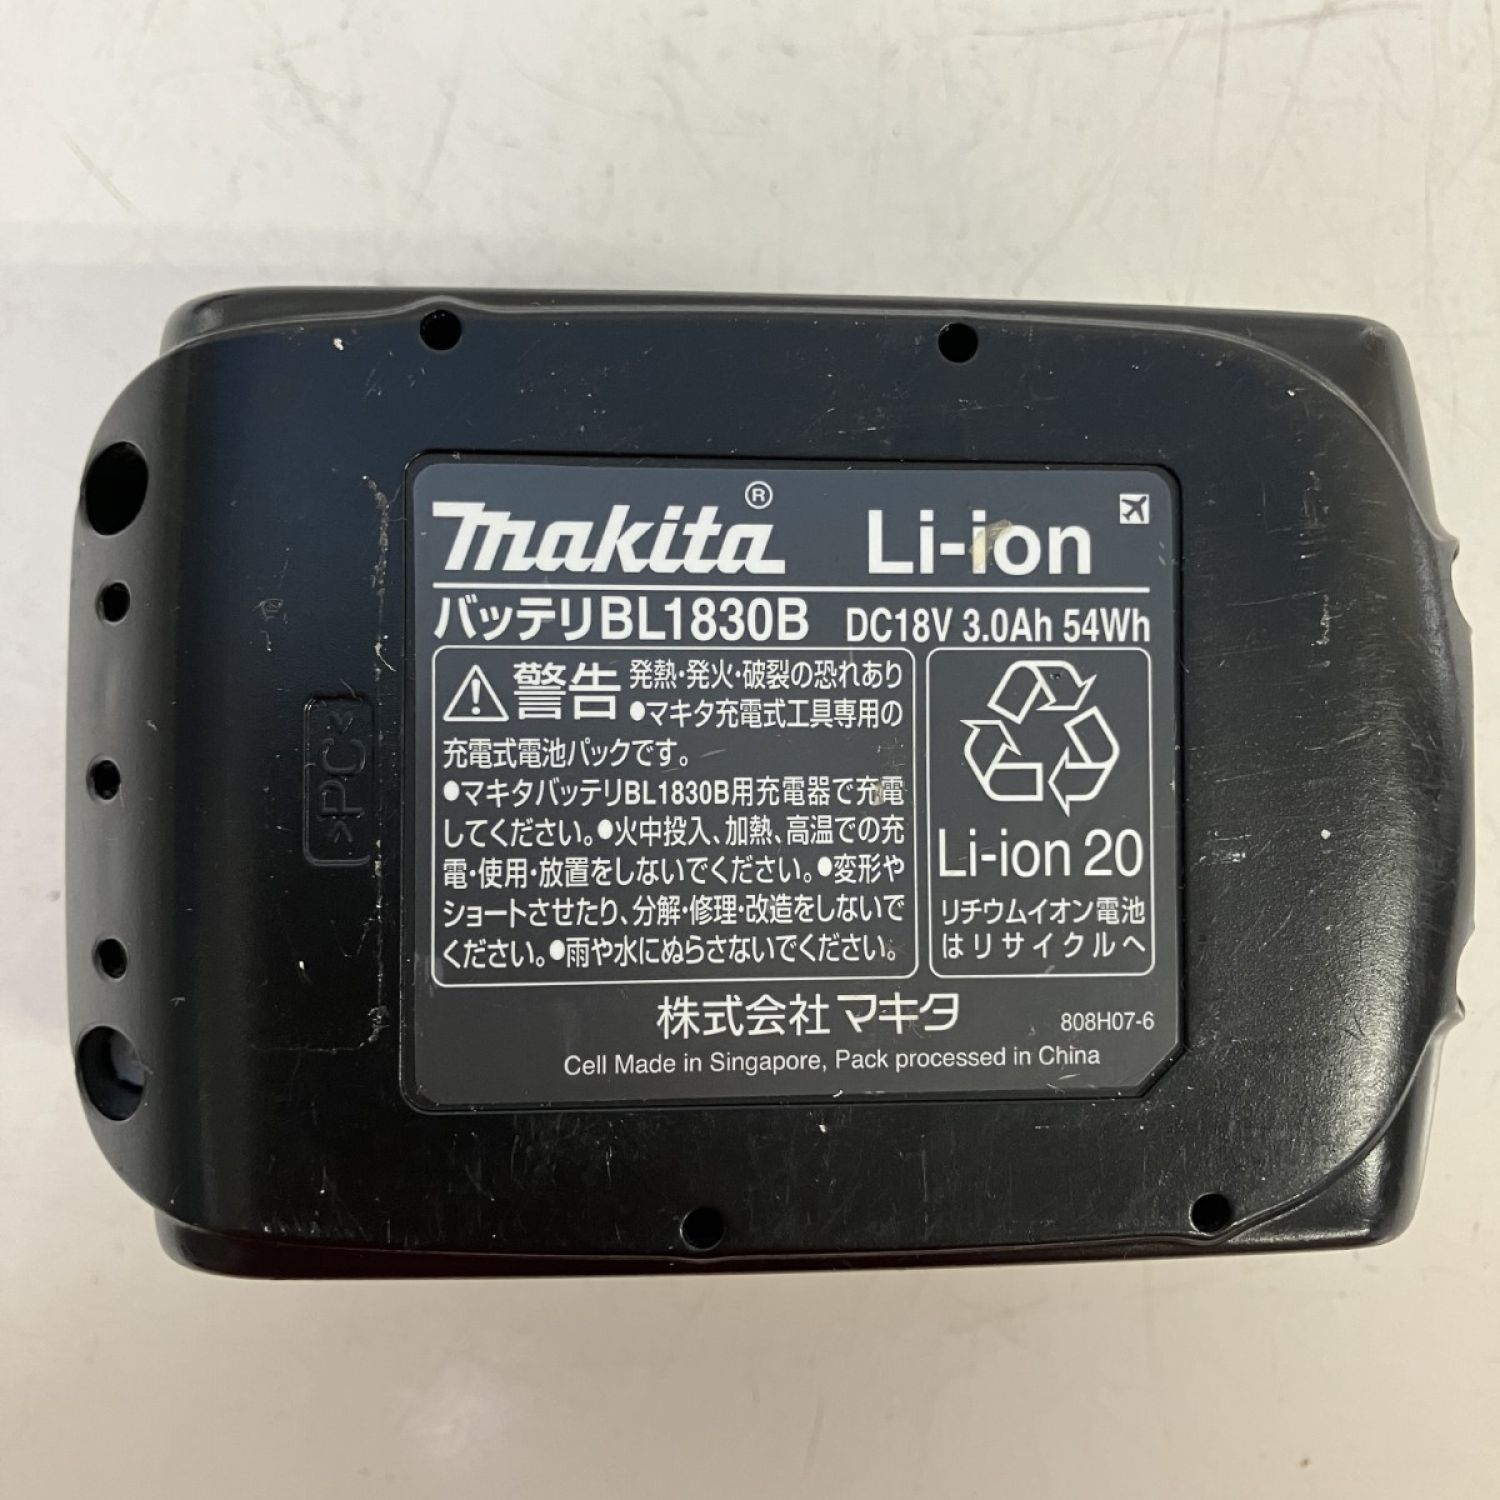 makita® Li-ion
バッテリBL1830B DC18V 3.0Ah 54Wh
警告 発熱・発火・破裂の恐れあり
●マキタ充電式工具専用の
充電式電池パックです。
●マキタバッテリBL1830B用充電器で充電
してください。●火中投入、加熱、高温での充
電・使用・放置をしないでください。●変形や
ショートさせたり、分解・修理・改造をしないで
ください。●雨や水にぬらさないでください。
Li-ion 20
リチウムイオン電池
はリサイクルへ
株式会社マキタ
808H07-6
Cell Made in Singapore, Pack processed in China
>PC<